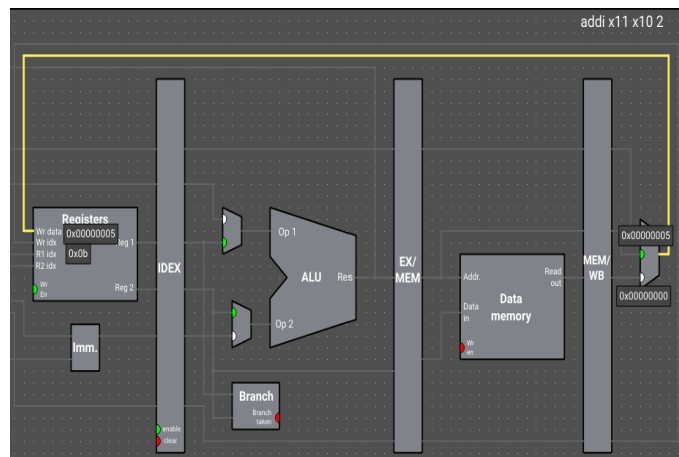 addi x11 x10 2
Registers
Wr data
0x00000005
Wr idx
Reg 1
R1 idx
0x0b
R2 idx
Wr
En
Reg 2
Imm.
IDEX
enable
clear
Op 1
ALU
Res
Op 2
Branch
Branch
taken
EX/
MEM
Addr.
Read
out
Data
in
Data
memory
Wr
en
MEM/
WB
0x00000005
0x00000000